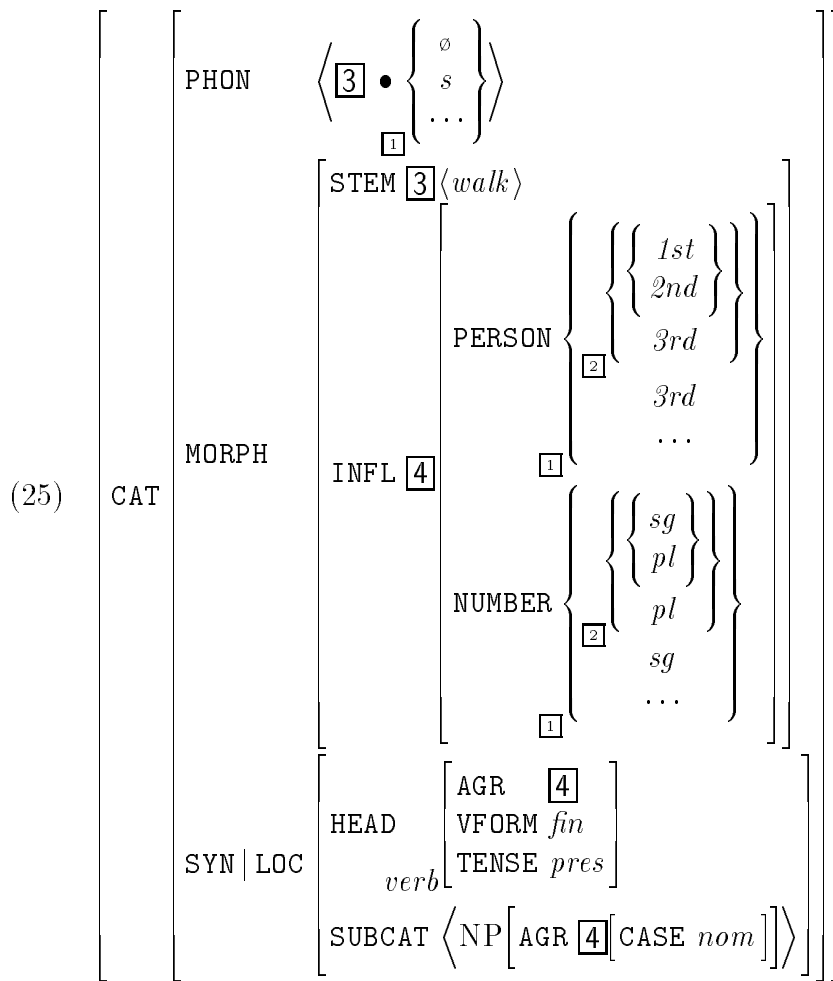 PHON ⟨[3] • {∅
s
...}⟩
[1]
STEM [3]⟨walk⟩
PERSON {{{1st
2nd}
3rd}
[2]
3rd
...}
[1]
MORPH
INFL [4]
(25) CAT
NUMBER {{{sg
pl}
pl}
[2]
sg
...}
[1]
AGR [4]
HEAD VFORM fin
TENSE pres
SYN | LOC
verb
SUBCAT ⟨NP[AGR [4][CASE nom]]⟩